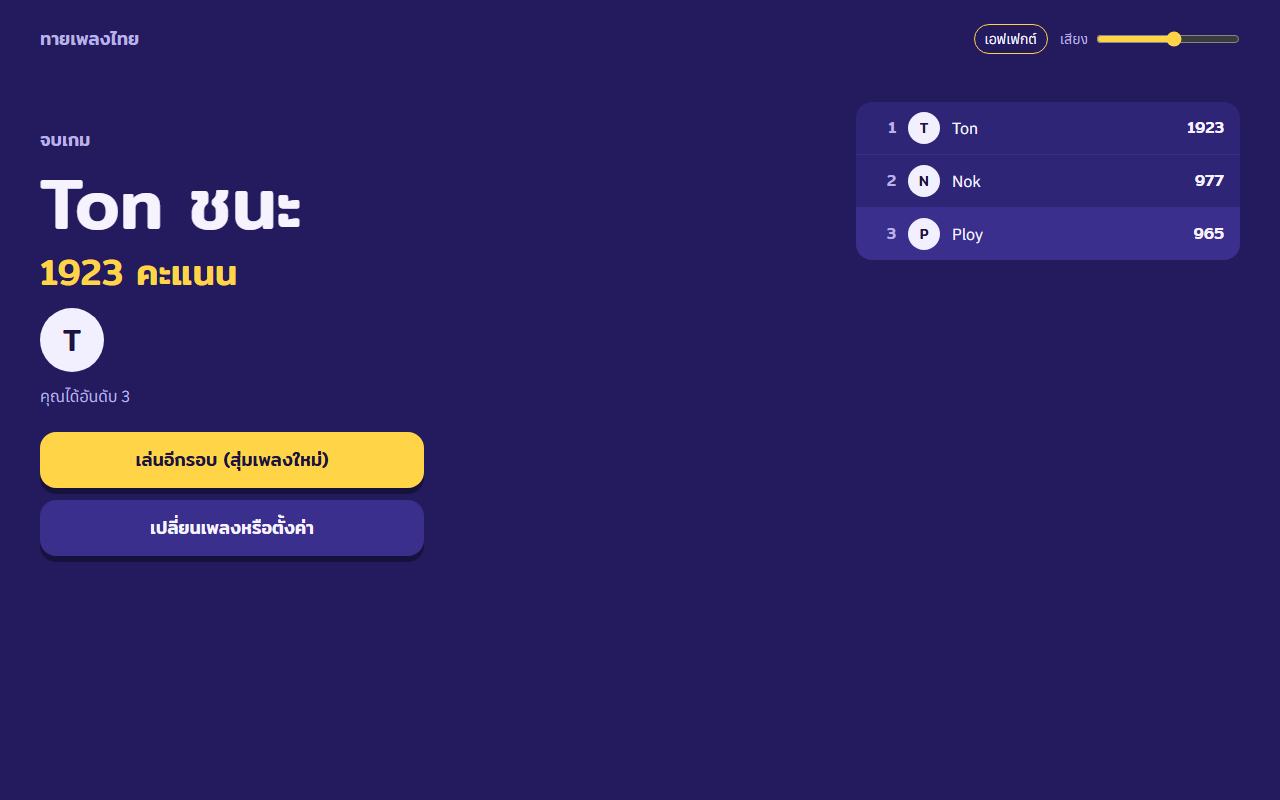 ทายเพลงไทย
เอฟเฟกต์ เสียง
จบเกม
Ton ชนะ
1923 คะแนน
T
คุณได้อันดับ 3
เล่นอีกรอบ (สุ่มเพลงใหม่)
เปลี่ยนเพลงหรือตั้งค่า
1 T Ton 1923
2 N Nok 977
3 P Ploy 965